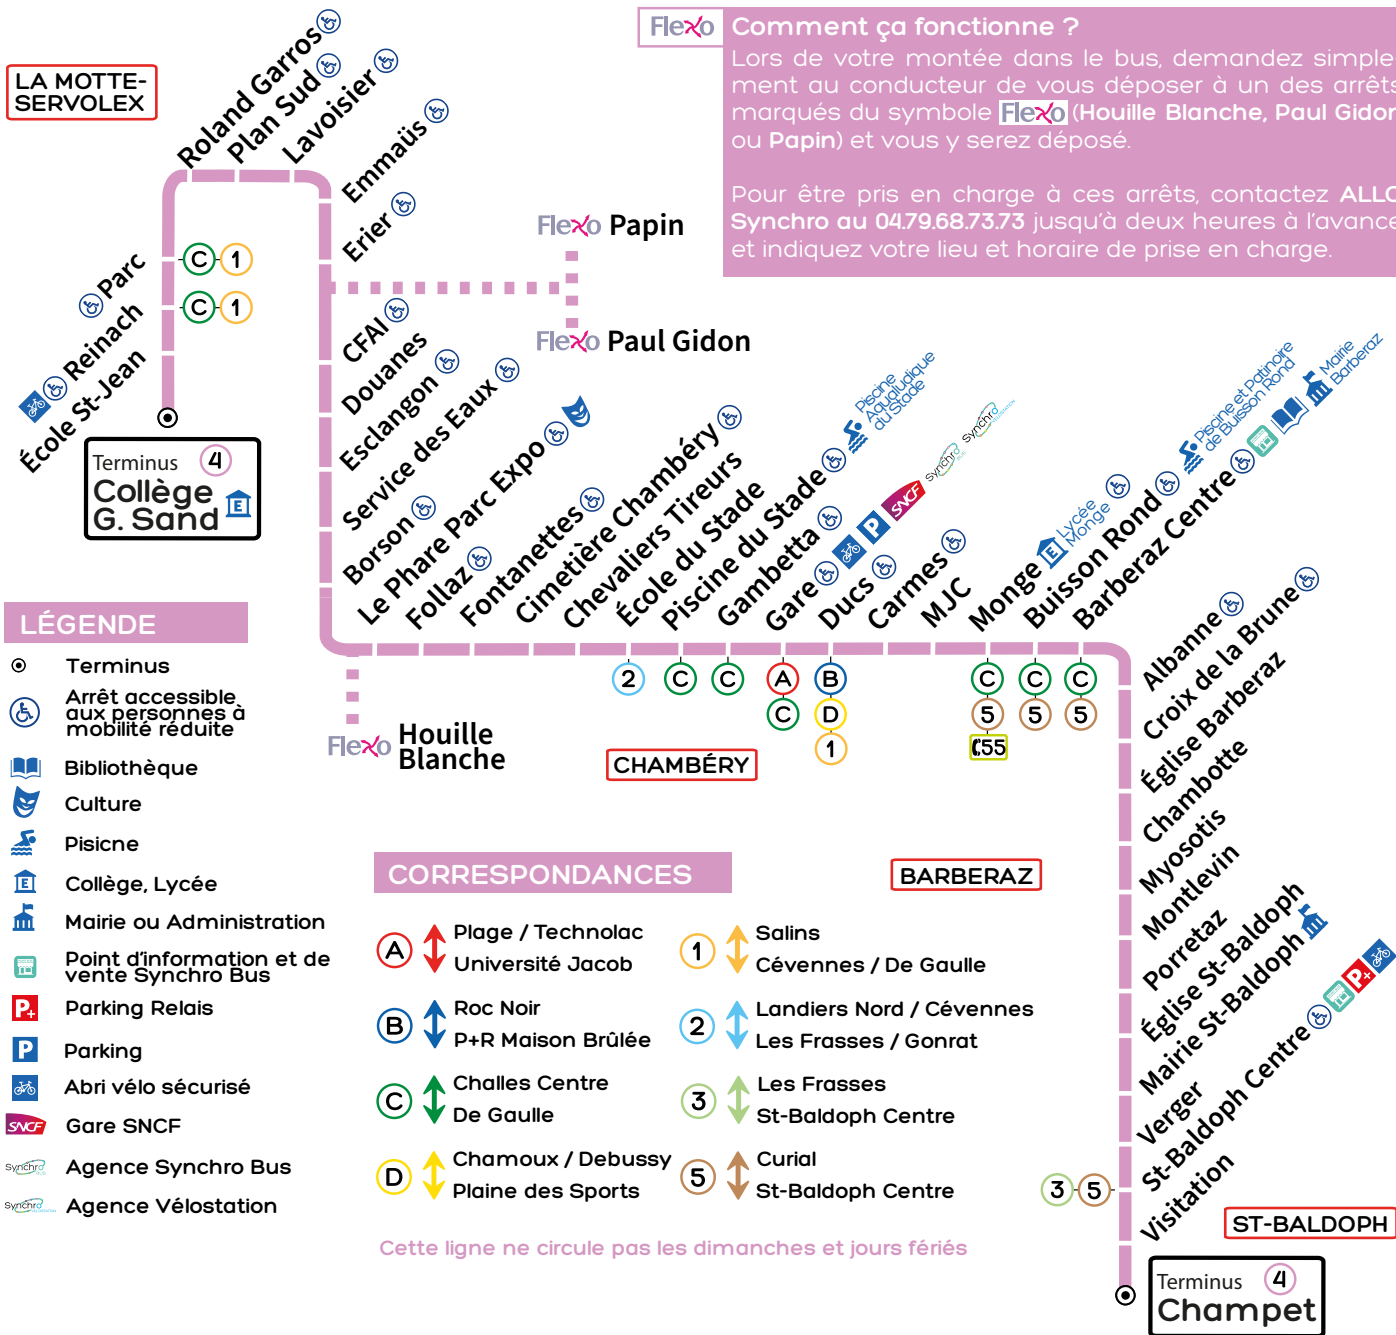 LA MOTTE-
SERVOLEX
Flexo
Comment ça fonctionne ?
Lors de votre montée dans le bus, demandez simple-
ment au conducteur de vous déposer à un des arrêts
marqués du symbole Flexo (Houille Blanche, Paul Gidon
ou Papin) et vous y serez déposé.
Pour être pris en charge à ces arrêts, contactez ALLO
Synchro au 04.79.68.73.73 jusqu'à deux heures à l'avance
et indiquez votre lieu et horaire de prise en charge.
Roland Garros
Plan Sud
Lavoisier
Emmaüs
Erier
Flexo Papin
Flexo Paul Gidon
Parc
C 1
Reinach
C 1
École St-Jean
Terminus 4
Collège
G. Sand
E
CFAI
Douanes
Esclangon
Service des Eaux
Borson
Le Phare Parc Expo
Follaz
Fontanettes
Cimetière Chambéry
Chevaliers Tireurs
École du Stade
Piscine du Stade
Piscine
Aqualudique
du Stade
Gambetta
Gare
P
SNCF
Synchro
BUS
Synchro
VÉLOSTATION
Ducs
Carmes
MJC
Monge
E
Lycée
Monge
Buisson Rond
Piscine et Patinoire
de Buisson Rond
Barberaz Centre
Mairie
Barberaz
2
C
C
A
C
B
D
1
C
5
55
C
5
C
5
Flexo Houille
Blanche
CHAMBÉRY
BARBERAZ
Albanne
Croix de la Brune
Église Barberaz
Chambotte
Myosotis
Montlevin
Porretaz
Église St-Baldoph
Mairie St-Baldoph
Verger
St-Baldoph Centre
P+
3 5
Visitation
ST-BALDOPH
Terminus 4
Champet
LÉGENDE
Terminus
Arrêt accessible
aux personnes à
mobilité réduite
Bibliothèque
Culture
Pisicne
E Collège, Lycée
Mairie ou Administration
Point d'information et de
vente Synchro Bus
P+ Parking Relais
P Parking
Abri vélo sécurisé
SNCF Gare SNCF
Synchro BUS Agence Synchro Bus
Synchro VÉLOSTATION Agence Vélostation
CORRESPONDANCES
A Plage / Technolac
Université Jacob
B Roc Noir
P+R Maison Brûlée
C Challes Centre
De Gaulle
D Chamoux / Debussy
Plaine des Sports
1 Salins
Cévennes / De Gaulle
2 Landiers Nord / Cévennes
Les Frasses / Gonrat
3 Les Frasses
St-Baldoph Centre
5 Curial
St-Baldoph Centre
Cette ligne ne circule pas les dimanches et jours fériés